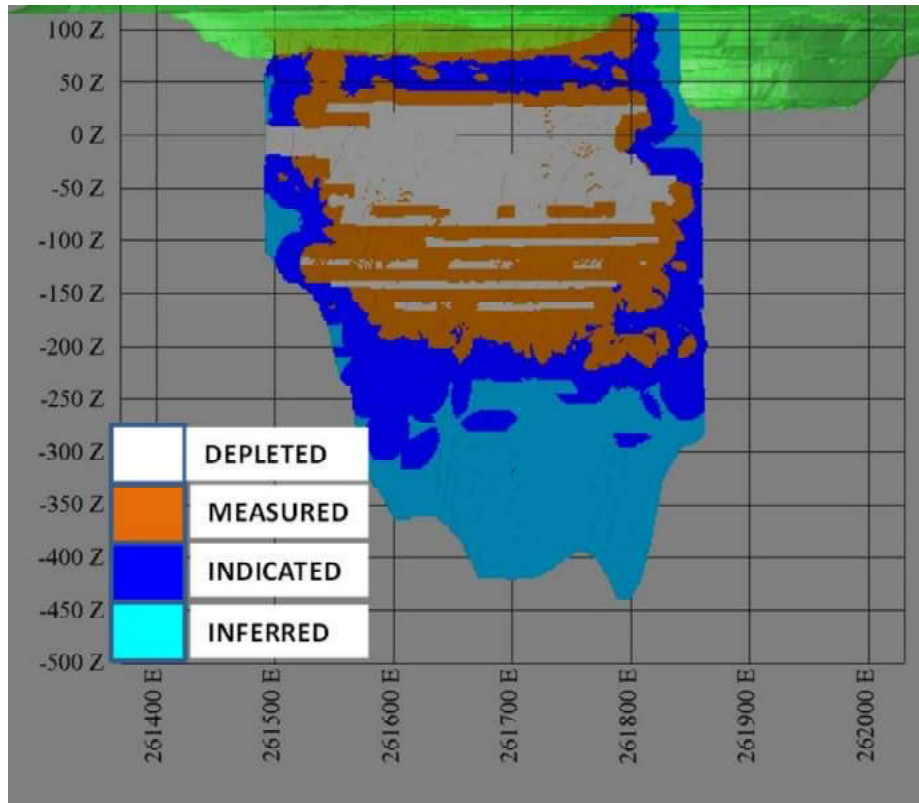 100 Z
50 Z
0 Z
-50 Z
-100 Z
-150 Z
-200 Z
-250 Z
-300 Z
-350 Z
-400 Z
-450 Z
-500 Z
DEPLETED
MEASURED
INDICATED
INFERRED
261400 E
261500 E
261600 E
261700 E
261800 E
261900 E
262000 E